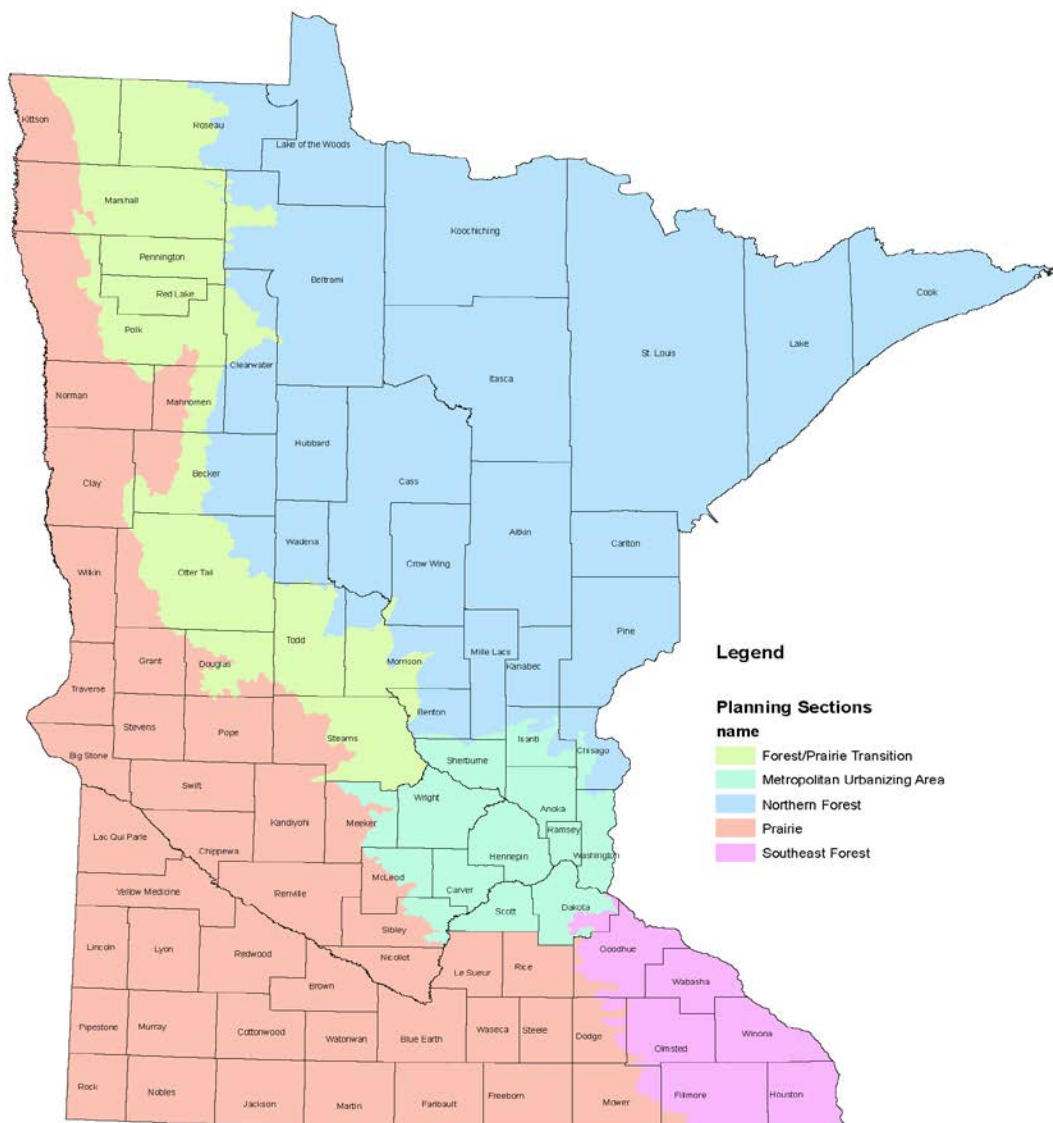 Kittson
Roseau
Lake of the Woods
Marshall
Koochiching
Pennington
Beltrami
Red Lake
Cook
Polk
St. Louis
Lake
Clearwater
Itasca
Norman
Mahnomen
Hubbard
Becker
Clay
Cass
Aitkin
Wadena
Carlton
Crow Wing
Otter Tail
Wilkin
Pine
Todd
Mille Lacs
Grant
Douglas
Morrison
Kanabec
Legend
Traverse
Planning Sections
Benton
name
Stevens
Pope
Stearns
Isanti
Chisago
Forest/Prairie Transition
Big Stone
Sherburne
Metropolitan Urbanizing Area
Swift
Wright
Anoka
Northern Forest
Kandiyohi
Meeker
Ramsey
Prairie
Lac Qui Parle
Chippewa
Hennepin
Washington
Southeast Forest
McLeod
Yellow Medicine
Renville
Carver
Scott
Dakota
Sibley
Lincoln
Lyon
Redwood
Nicollet
Goodhue
Le Sueur
Rice
Brown
Wabasha
Pipestone
Murray
Cottonwood
Watonwan
Blue Earth
Waseca
Steele
Dodge
Winona
Olmsted
Rock
Nobles
Jackson
Martin
Faribault
Freeborn
Mower
Fillmore
Houston